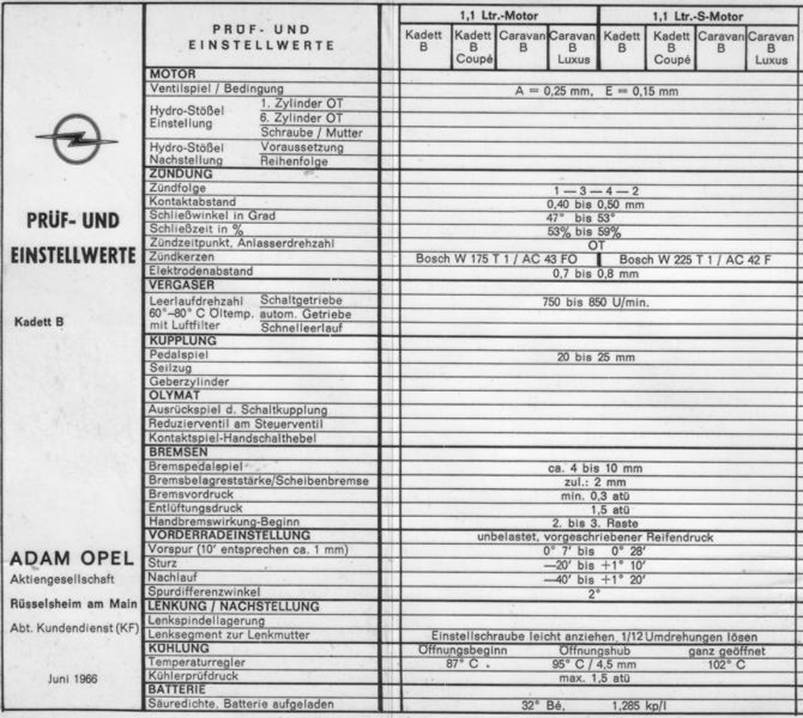 PRÜF- UND
EINSTELLWERTE
Kadett B
ADAM OPEL
Aktiengesellschaft
Rüsselsheim am Main
Abt. Kundendienst (KF)
Juni 1966
PRÜF- UND EINSTELLWERTE
1,1 Ltr.-Motor 1,1 Ltr.-S-Motor
Kadett B Kadett B Coupé Caravan B Caravan B Luxus Kadett B Kadett B Coupé Caravan B Caravan B Luxus
MOTOR
Ventilspiel / Bedingung A = 0,25 mm, E = 0,15 mm
Hydro-Stößel Einstellung 1. Zylinder OT
6. Zylinder OT
Schraube / Mutter
Hydro-Stößel Nachstellung Voraussetzung
Reihenfolge
ZÜNDUNG
Zündfolge 1 — 3 — 4 — 2
Kontaktabstand 0,40 bis 0,50 mm
Schließwinkel in Grad 47° bis 53°
Schließzeit in % 53% bis 59%
Zündzeitpunkt, Anlasserdrehzahl OT
Zündkerzen Bosch W 175 T 1 / AC 43 FO Bosch W 225 T 1 / AC 42 F
Elektrodenabstand 0,7 bis 0,8 mm
VERGASER
Leerlaufdrehzahl Schaltgetriebe 750 bis 850 U/min.
60°–80° C Öltemp. autom. Getriebe
mit Luftfilter Schnelleerlauf
KUPPLUNG
Pedalspiel 20 bis 25 mm
Seilzug
Geberzylinder
OLYMAT
Ausrückspiel d. Schaltkupplung
Reduzierventil am Steuerventil
Kontaktspiel-Handschalthebel
BREMSEN
Bremspedalspiel ca. 4 bis 10 mm
Bremsbelagreststärke/Scheibenbremse zul.: 2 mm
Bremsvordruck min. 0,3 atü
Entlüftungsdruck 1,5 atü
Handbremswirkung-Beginn 2. bis 3. Raste
VORDERRADEINSTELLUNG unbelastet, vorgeschriebener Reifendruck
Vorspur (10' entsprechen ca. 1 mm) 0° 7' bis 0° 28'
Sturz —20' bis +1° 10'
Nachlauf —40' bis +1° 20'
Spurdifferenzwinkel 2°
LENKUNG / NACHSTELLUNG
Lenkspindellagerung
Lenksegment zur Lenkmutter Einstellschraube leicht anziehen, 1/12 Umdrehungen lösen
KÜHLUNG Öffnungsbeginn Öffnungshub ganz geöffnet
Temperaturregler 87° C 95° C / 4,5 mm 102° C
Kühlerprüfdruck max. 1,5 atü
BATTERIE
Säuredichte, Batterie aufgeladen 32° Bé, 1,285 kp/l